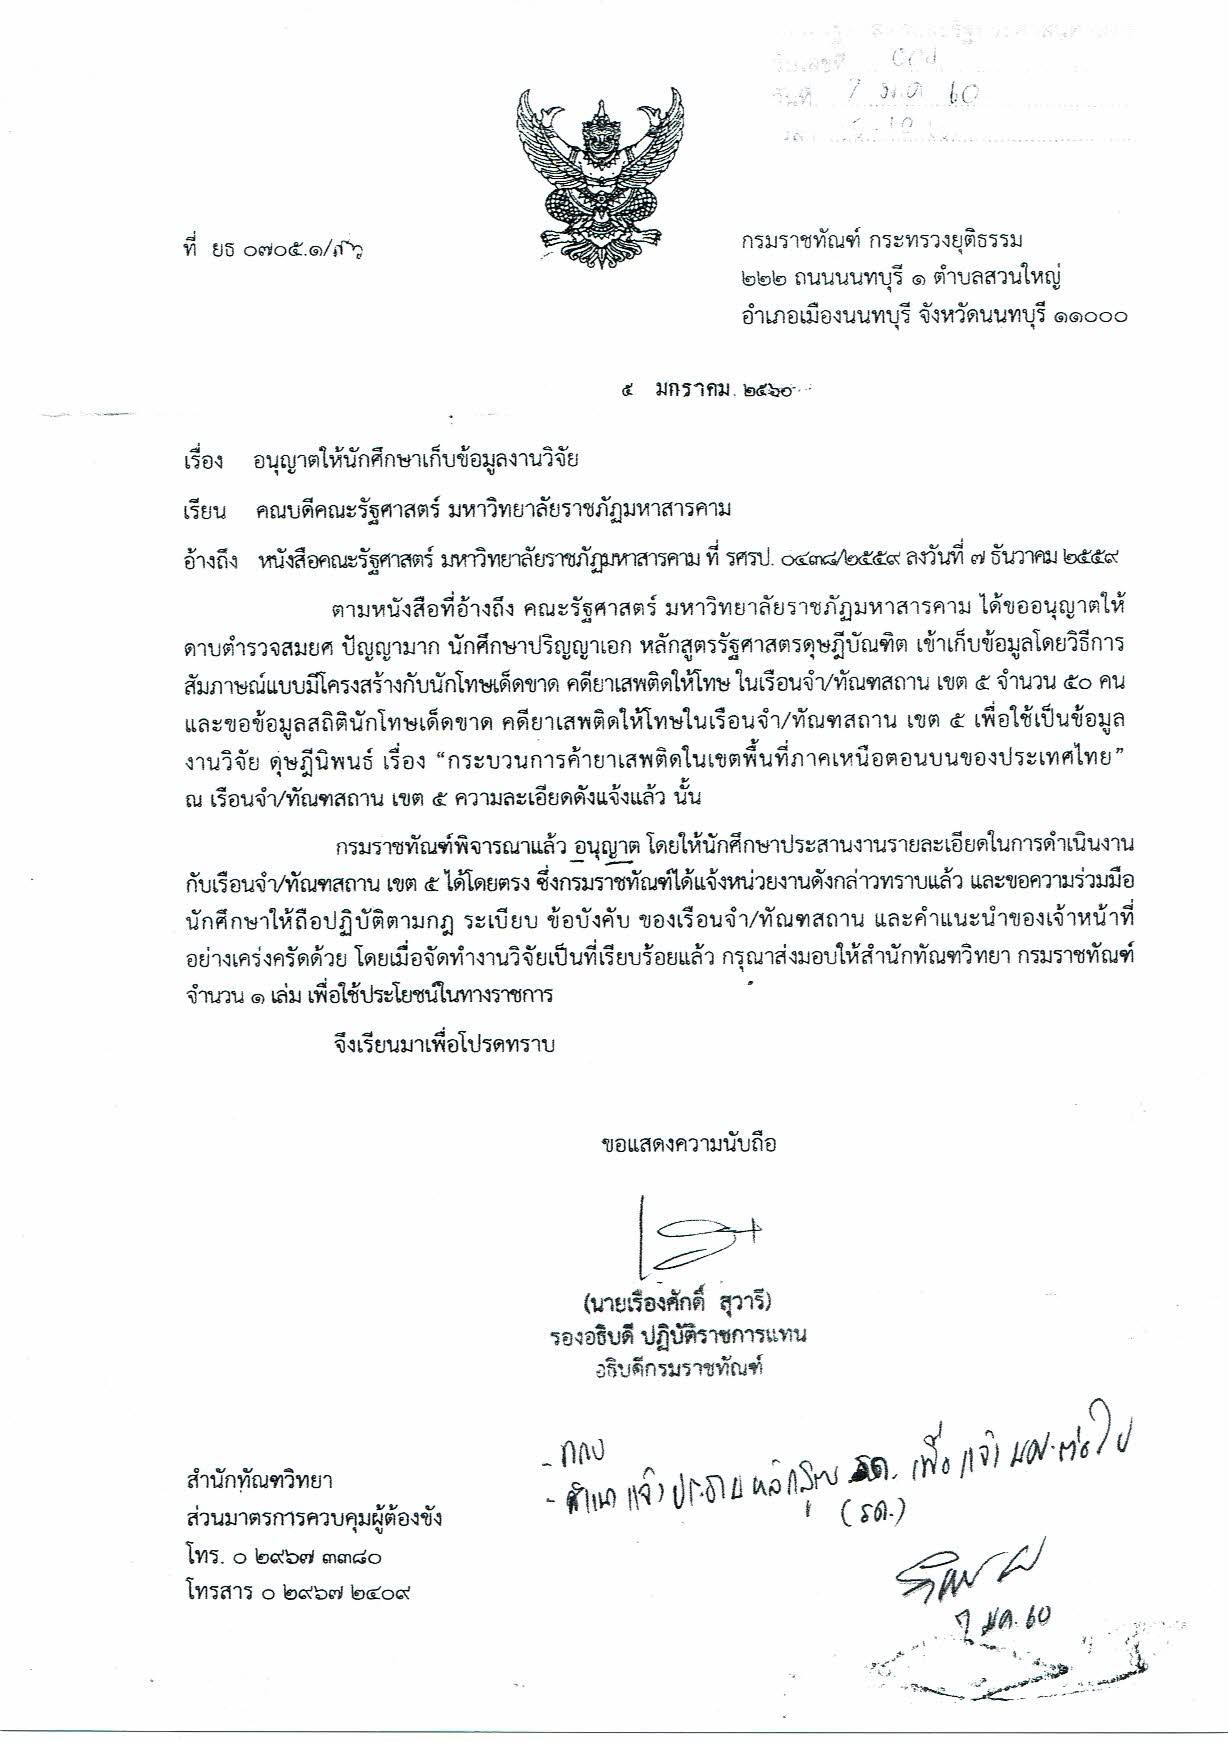 วันที่ 7 ม.ค 60
ที่ ยธ ๐๗๐๕.๑/
กรมราชทัณฑ์ กระทรวงยุติธรรม
๒๒๒ ถนนนนทบุรี ๑ ตำบลสวนใหญ่
อำเภอเมืองนนทบุรี จังหวัดนนทบุรี ๑๑๐๐๐
๕ มกราคม ๒๕๖๐
เรื่อง อนุญาตให้นักศึกษาเก็บข้อมูลงานวิจัย
เรียน คณบดีคณะรัฐศาสตร์ มหาวิทยาลัยราชภัฏมหาสารคาม
อ้างถึง หนังสือคณะรัฐศาสตร์ มหาวิทยาลัยราชภัฏมหาสารคาม ที่ รศรป. ๐๔๓๘/๒๕๕๙ ลงวันที่ ๗ ธันวาคม ๒๕๕๙
ตามหนังสือที่อ้างถึง คณะรัฐศาสตร์ มหาวิทยาลัยราชภัฏมหาสารคาม ได้ขออนุญาตให้
ดาบตำรวจสมยศ ปัญญามาก นักศึกษาปริญญาเอก หลักสูตรรัฐศาสตรดุษฎีบัณฑิต เข้าเก็บข้อมูลโดยวิธีการ
สัมภาษณ์แบบมีโครงสร้างกับนักโทษเด็ดขาด คดียาเสพติดให้โทษ ในเรือนจำ/ทัณฑสถาน เขต ๕ จำนวน ๕๐ คน
และขอข้อมูลสถิตินักโทษเด็ดขาด คดียาเสพติดให้โทษในเรือนจำ/ทัณฑสถาน เขต ๕ เพื่อใช้เป็นข้อมูล
งานวิจัย ดุษฎีนิพนธ์ เรื่อง “กระบวนการค้ายาเสพติดในเขตพื้นที่ภาคเหนือตอนบนของประเทศไทย”
ณ เรือนจำ/ทัณฑสถาน เขต ๕ ความละเอียดดังแจ้งแล้ว นั้น
กรมราชทัณฑ์พิจารณาแล้ว อนุญาต โดยให้นักศึกษาประสานงานรายละเอียดในการดำเนินงาน
กับเรือนจำ/ทัณฑสถาน เขต ๕ ได้โดยตรง ซึ่งกรมราชทัณฑ์ได้แจ้งหน่วยงานดังกล่าวทราบแล้ว และขอความร่วมมือ
นักศึกษาให้ถือปฏิบัติตามกฎ ระเบียบ ข้อบังคับ ของเรือนจำ/ทัณฑสถาน และคำแนะนำของเจ้าหน้าที่
อย่างเคร่งครัดด้วย โดยเมื่อจัดทำงานวิจัยเป็นที่เรียบร้อยแล้ว กรุณาส่งมอบให้สำนักทัณฑวิทยา กรมราชทัณฑ์
จำนวน ๑ เล่ม เพื่อใช้ประโยชน์ในทางราชการ
จึงเรียนมาเพื่อโปรดทราบ
ขอแสดงความนับถือ
(นายเรืองศักดิ์ สุวารี)
รองอธิบดี ปฏิบัติราชการแทน
อธิบดีกรมราชทัณฑ์
เพื่อ แจ้ง นศ. ต่อไป
(รด.)
สำนักทัณฑวิทยา
ส่วนมาตรการควบคุมผู้ต้องขัง
โทร. ๐ ๒๙๖๗ ๓๓๘๐
โทรสาร ๐ ๒๙๖๗ ๒๔๐๙
7 ม.ค. 60